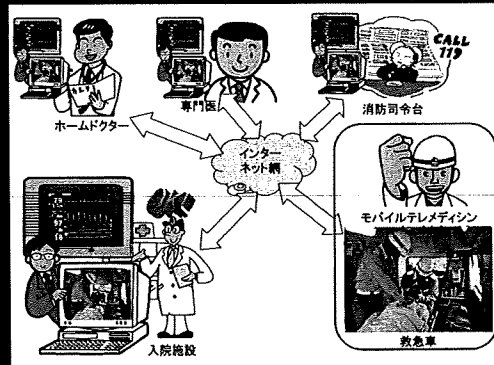 CALL
119
専門医
消防司令台
ホームドクター
インター
ネット網
モバイルテレメディシン
入院施設
救急車